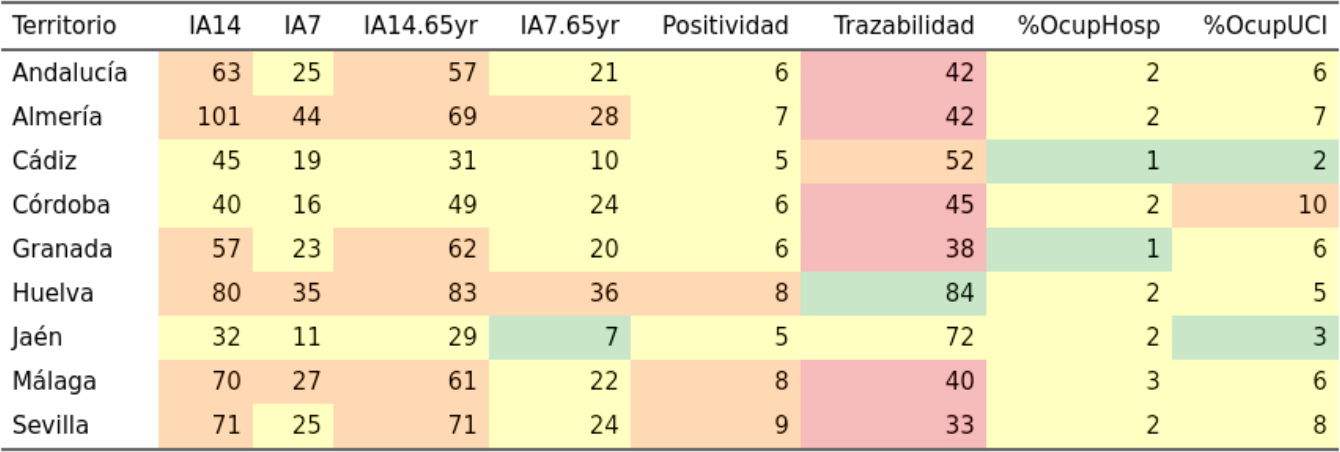 Territorio IA14 IA7 IA14.65yr IA7.65yr Positividad Trazabilidad %OcupHosp %OcupUCI
Andalucía 63 25 57 21 6 42 2 6
Almería 101 44 69 28 7 42 2 7
Cádiz 45 19 31 10 5 52 1 2
Córdoba 40 16 49 24 6 45 2 10
Granada 57 23 62 20 6 38 1 6
Huelva 80 35 83 36 8 84 2 5
Jaén 32 11 29 7 5 72 2 3
Málaga 70 27 61 22 8 40 3 6
Sevilla 71 25 71 24 9 33 2 8